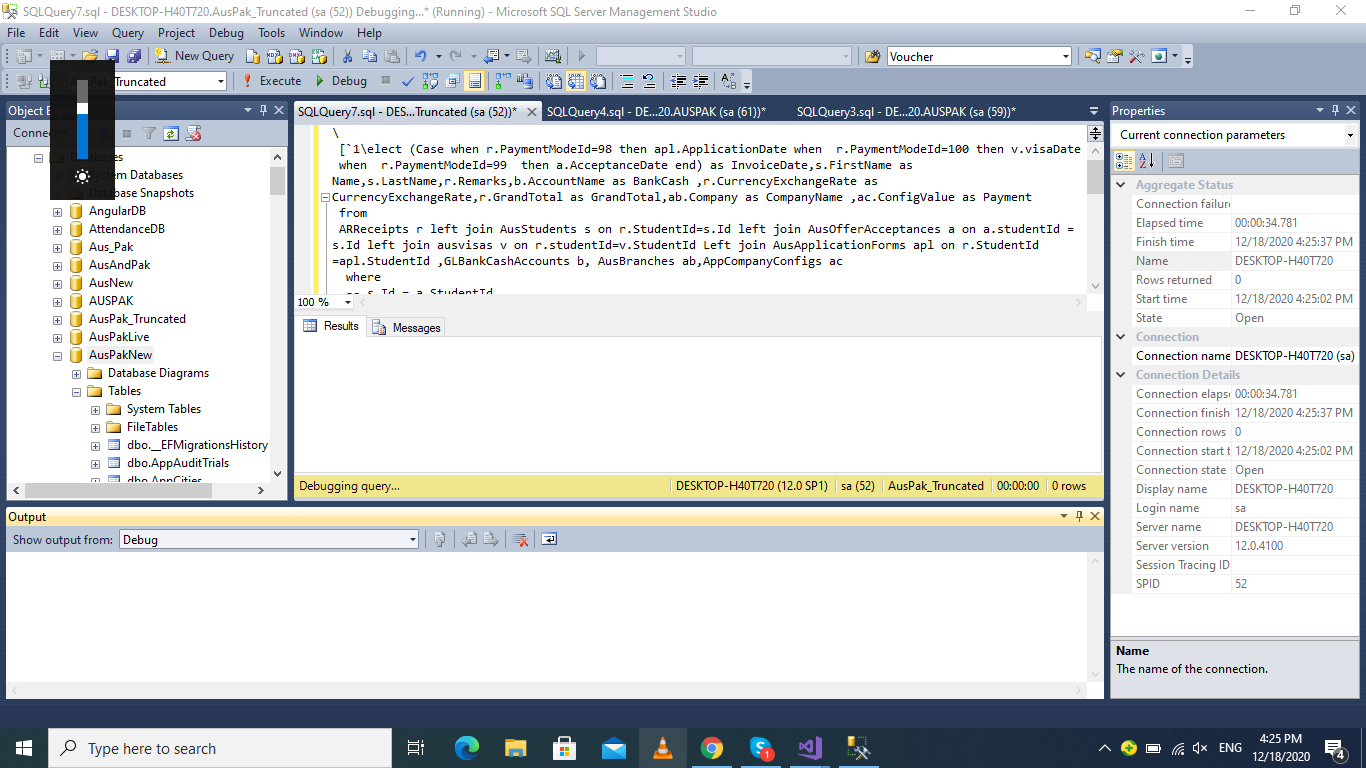 SQLQuery7.sql - DESKTOP-H40T720.AusPak_Truncated (sa (52)) Debugging...* (Running) - Microsoft SQL Server Management Studio
File Edit View Query Project Debug Tools Window Help
New Query Voucher
_Truncated Execute Debug
SQLQuery7.sql - DES...Truncated (sa (52))* SQLQuery4.sql - DE...20.AUSPAK (sa (61))* SQLQuery3.sql - DE...20.AUSPAK (sa (59))*
Databases
System Databases
Database Snapshots
AngularDB
AttendanceDB
Aus_Pak
AusAndPak
AusNew
AUSPAK
AusPak_Truncated
AusPakLive
AusPakNew
Database Diagrams
Tables
System Tables
FileTables
dbo.__EFMigrationsHistory
dbo.AppAuditTrials
dbo.AppCities
\
[`1\elect (Case when r.PaymentModeId=98 then apl.ApplicationDate when  r.PaymentModeId=100 then v.visaDate
when  r.PaymentModeId=99  then a.AcceptanceDate end) as InvoiceDate,s.FirstName as
Name,s.LastName,r.Remarks,b.AccountName as BankCash ,r.CurrencyExchangeRate as
CurrencyExchangeRate,r.GrandTotal as GrandTotal,ab.Company as CompanyName ,ac.ConfigValue as Payment
from
ARReceipts r left join AusStudents s on r.StudentId=s.Id left join AusOfferAcceptances a on a.studentId =
s.Id left join ausvisas v on r.studentId=v.StudentId Left join AusApplicationForms apl on r.StudentId
=apl.StudentId ,GLBankCashAccounts b, AusBranches ab,AppCompanyConfigs ac
where
s.Id = a.StudentId
100 %
Results Messages
Debugging query... DESKTOP-H40T720 (12.0 SP1) sa (52) AusPak_Truncated 00:00:00 0 rows
Output
Show output from: Debug
Properties
Current connection parameters
Aggregate Status
Connection failure
Elapsed time 00:00:34.781
Finish time 12/18/2020 4:25:37 PM
Name DESKTOP-H40T720
Rows returned 0
Start time 12/18/2020 4:25:02 PM
State Open
Connection
Connection name DESKTOP-H40T720 (sa)
Connection Details
Connection elaps 00:00:34.781
Connection finish 12/18/2020 4:25:37 PM
Connection rows 0
Connection start t 12/18/2020 4:25:02 PM
Connection state Open
Display name DESKTOP-H40T720
Login name sa
Server name DESKTOP-H40T720
Server version 12.0.4100
Session Tracing ID
SPID 52
Name
The name of the connection.
Type here to search
1
ENG
4:25 PM
12/18/2020
4